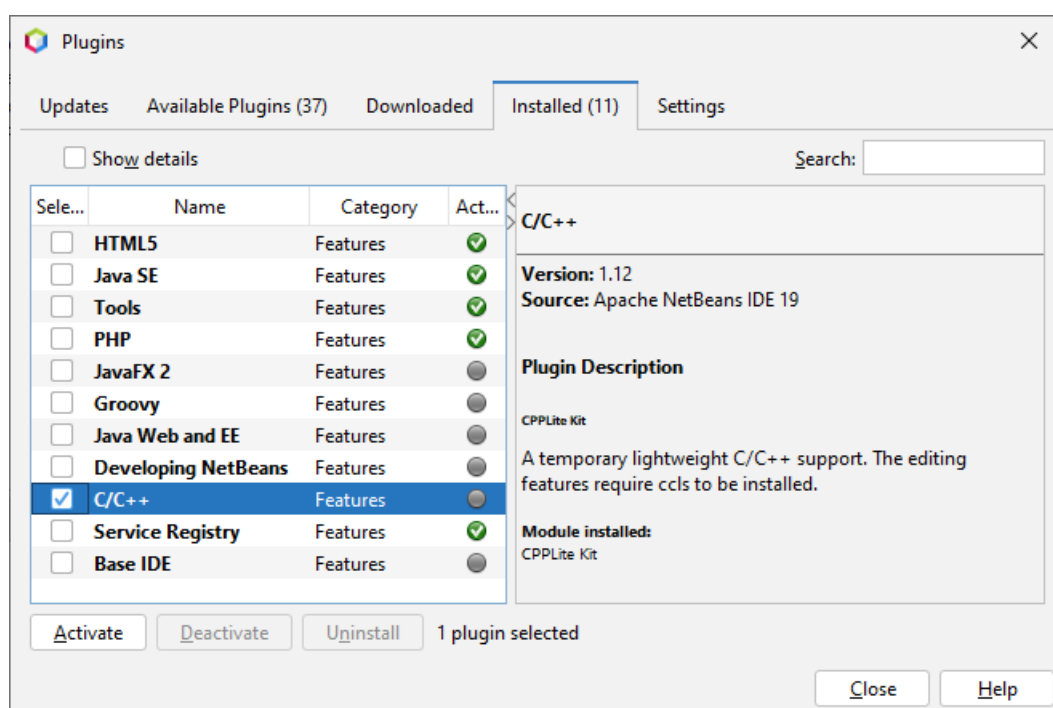 Plugins
Updates Available Plugins (37) Downloaded Installed (11) Settings
Show details Search:
Sele... Name Category Act...
HTML5 Features
Java SE Features
Tools Features
PHP Features
JavaFX 2 Features
Groovy Features
Java Web and EE Features
Developing NetBeans Features
C/C++ Features
Service Registry Features
Base IDE Features
C/C++
Version: 1.12
Source: Apache NetBeans IDE 19
Plugin Description
CPPLite Kit
A temporary lightweight C/C++ support. The editing
features require ccls to be installed.
Module installed:
CPPLite Kit
Activate Deactivate Uninstall 1 plugin selected
Close Help